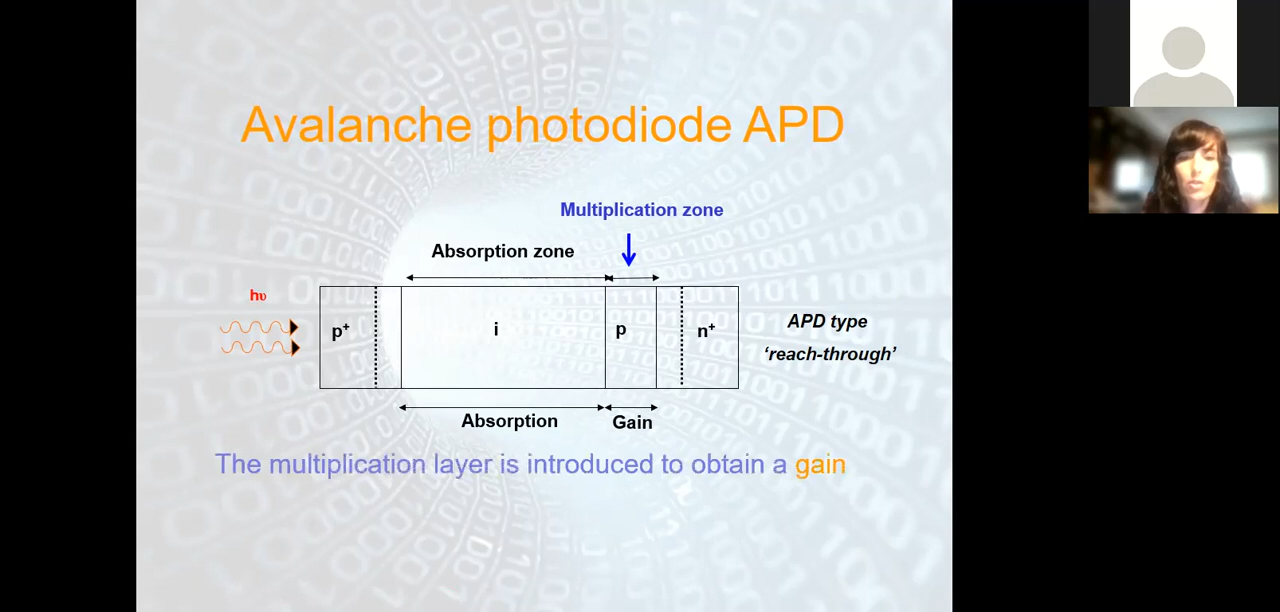 Avalanche photodiode APD
Multiplication zone
Absorption zone
hυ
p+
i
p
n+
APD type
‘reach-through’
Absorption
Gain
The multiplication layer is introduced to obtain a gain